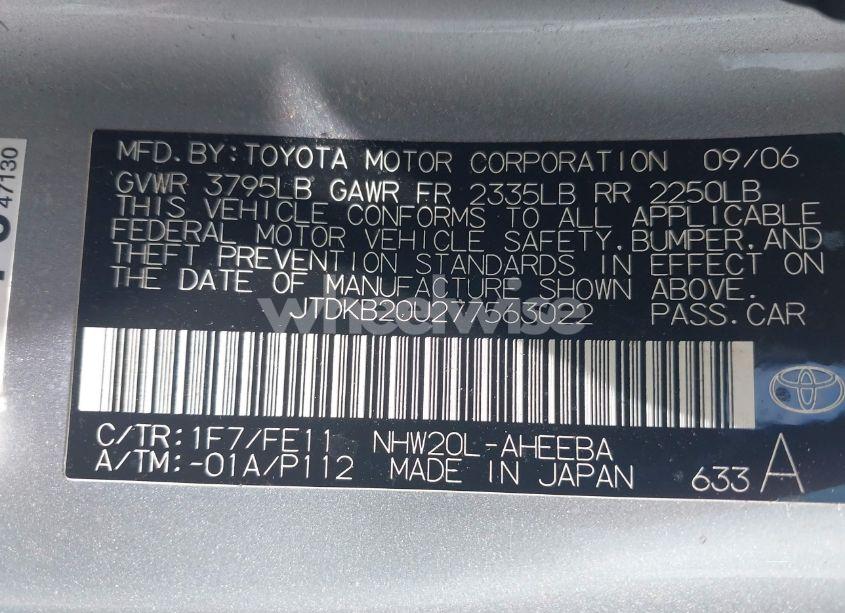 MFD.BY:TOYOTA MOTOR CORPORATION 09/06
GVWR 3795LB GAWR FR 2335LB RR 2250LB
THIS VEHICLE CONFORMS TO ALL APPLICABLE
FEDERAL MOTOR VEHICLE SAFETY,BUMPER,AND
THEFT PREVENTION STANDARDS IN EFFECT ON
THE DATE OF MANUFACTURE SHOWN ABOVE.
JTDKB20U277563022 PASS.CAR
C/TR:1F7/FE11 NHW20L-AHEEBA
A/TM:-01A/P112 MADE IN JAPAN 633 A
47130
wheelwise